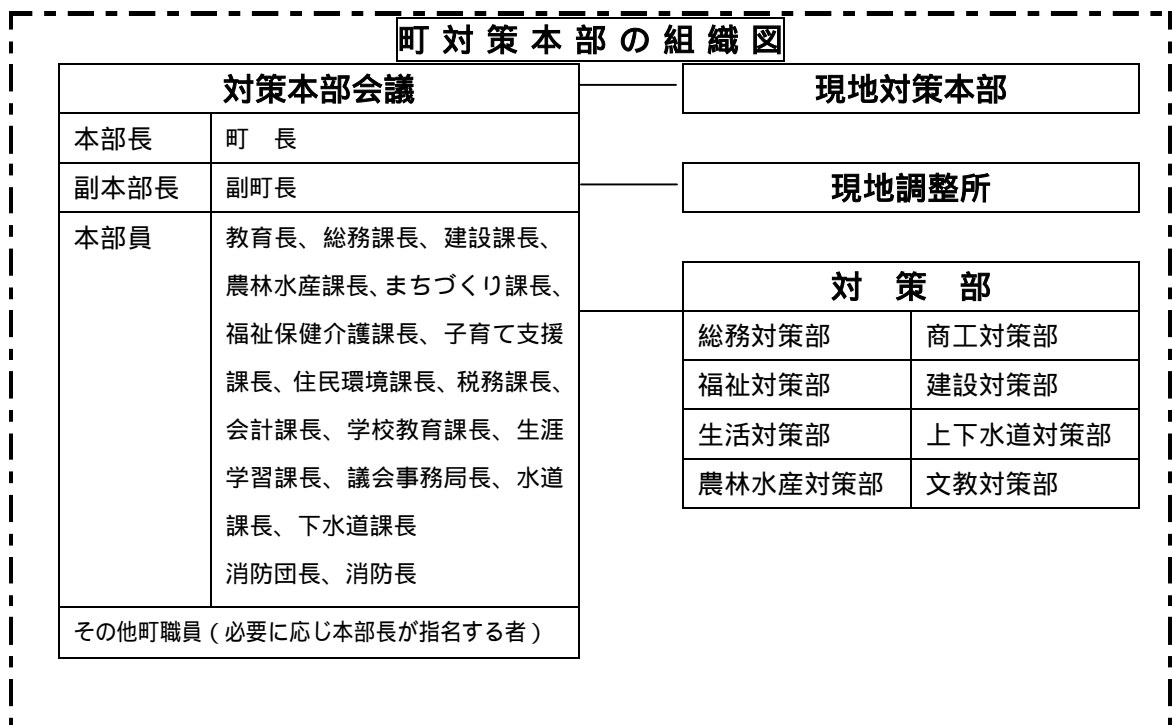 町対策本部の組織図
対策本部会議
本部長 町　長
副本部長 副町長
本部員 教育長、総務課長、建設課長、
農林水産課長、まちづくり課長、
福祉保健介護課長、子育て支援
課長、住民環境課長、税務課長、
会計課長、学校教育課長、生涯
学習課長、議会事務局長、水道
課長、下水道課長
消防団長、消防長
その他町職員（必要に応じ本部長が指名する者）
現地対策本部
現地調整所
対　策　部
総務対策部 商工対策部
福祉対策部 建設対策部
生活対策部 上下水道対策部
農林水産対策部 文教対策部